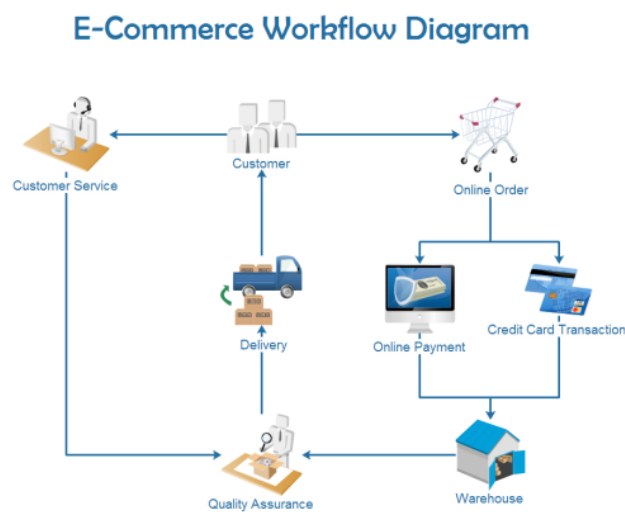 E-Commerce Workflow Diagram
Customer Service
Customer
Online Order
Delivery
Online Payment
Credit Card Transaction
Quality Assurance
Warehouse